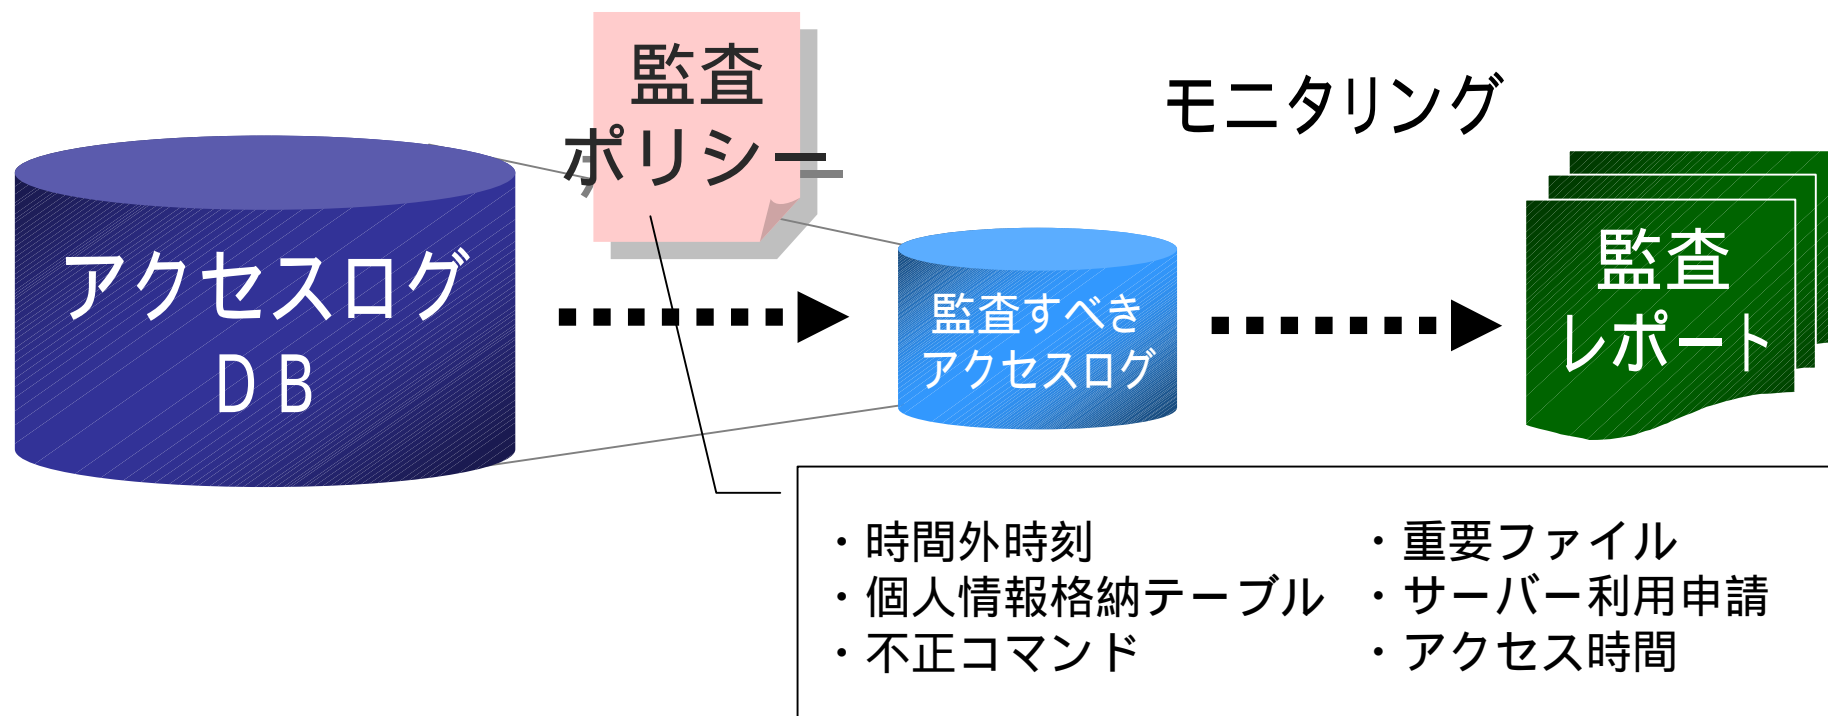 監査
ポリシー
モニタリング
アクセスログ
ＤＢ
監査すべき
アクセスログ
監査
レポート
・時間外時刻
・個人情報格納テーブル
・不正コマンド
・重要ファイル
・サーバー利用申請
・アクセス時間